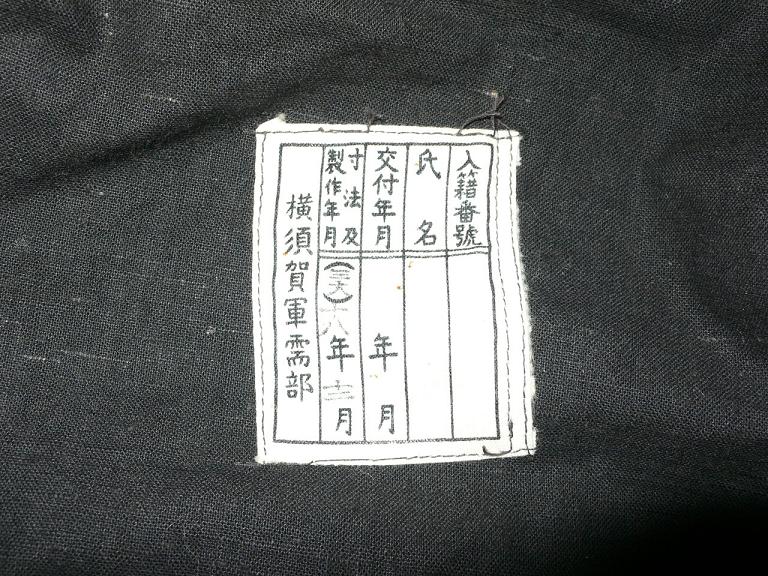 入籍番號
氏名
交付年月 年 月
寸法及製作年月 十八年十二月
横須賀軍需部